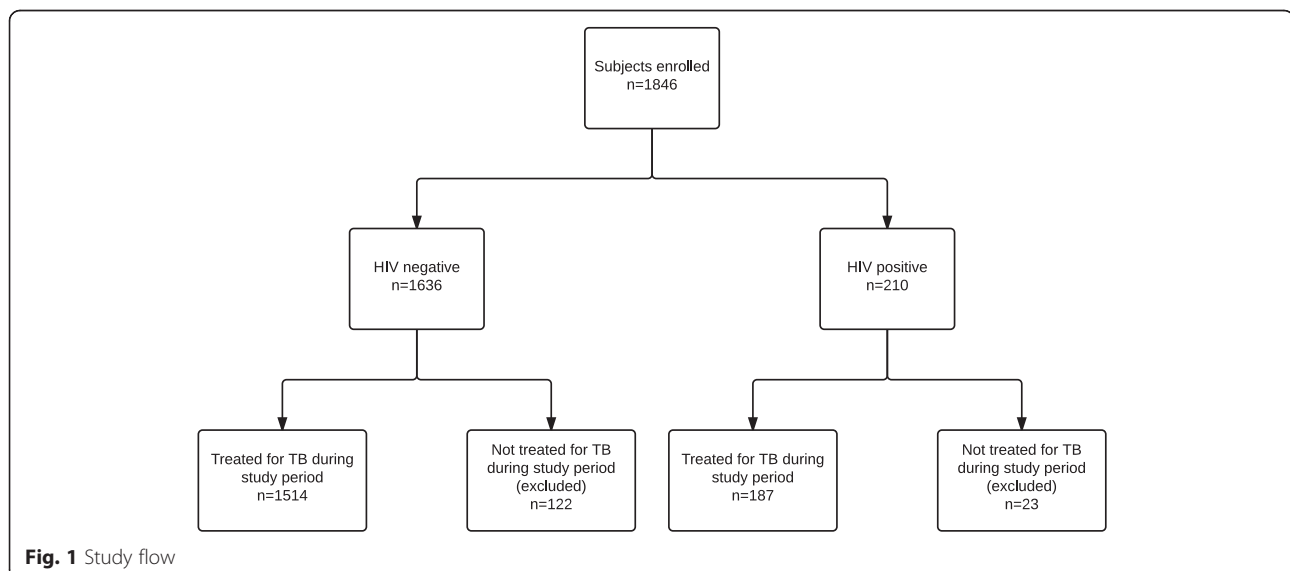 Subjects enrolled
n=1846
HIV negative
n=1636
HIV positive
n=210
Treated for TB during
study period
n=1514
Not treated for TB
during study period
(excluded)
n=122
Treated for TB during
study period
n=187
Not treated for TB
during study period
(excluded)
n=23
Fig. 1 Study flow